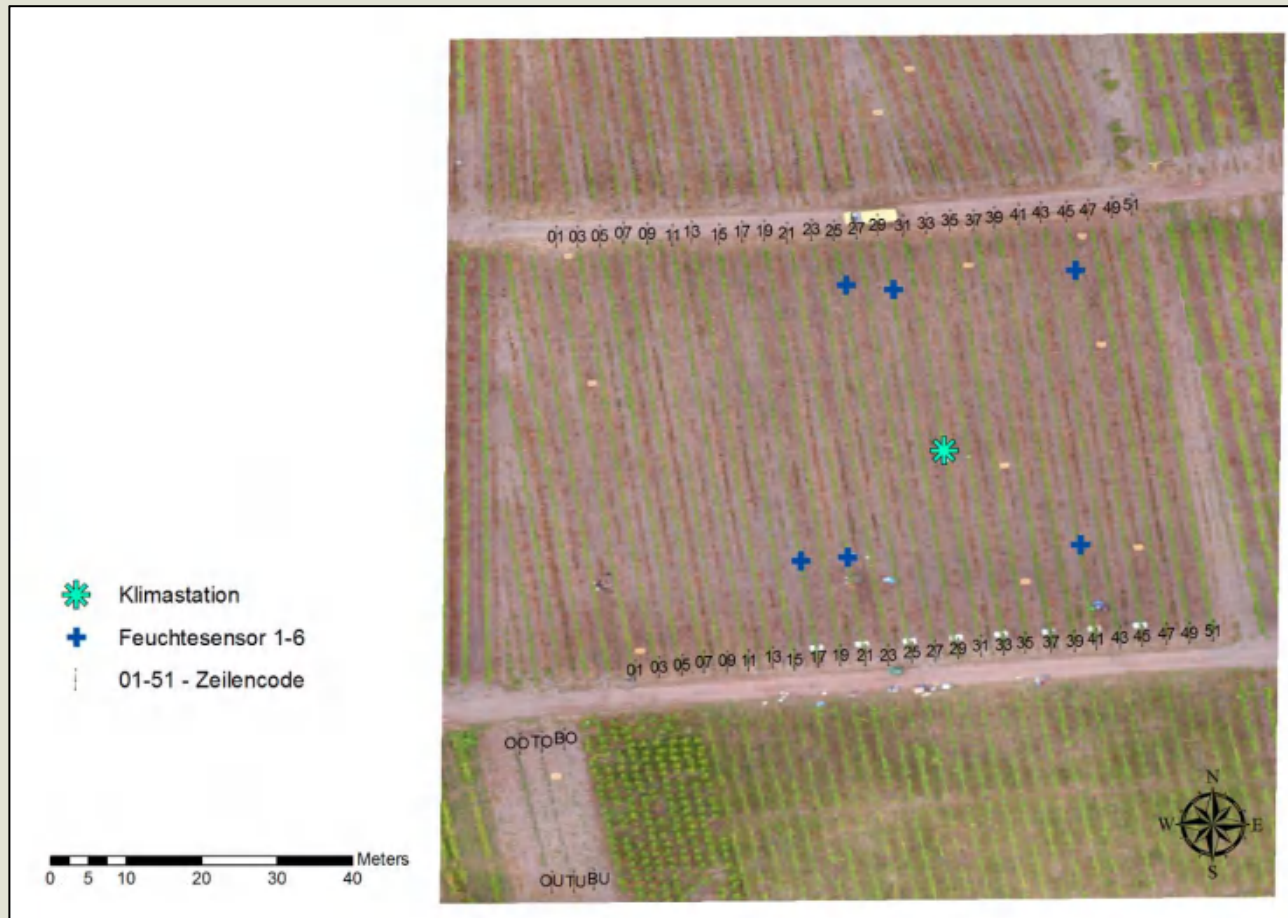 01 03 05 07 09 11 13 15 17 19 21 23 25 27 29 31 33 35 37 39 41 43 45 47 49 51
Klimastation
Feuchtesensor 1-6
01-51 - Zeilencode
01 03 05 07 09 11 13 15 17 19 21 23 25 27 29 31 33 35 37 39 41 43 45 47 49 51
OO TO BO
OU TU BU
N
W E
S
Meters
0 5 10 20 30 40